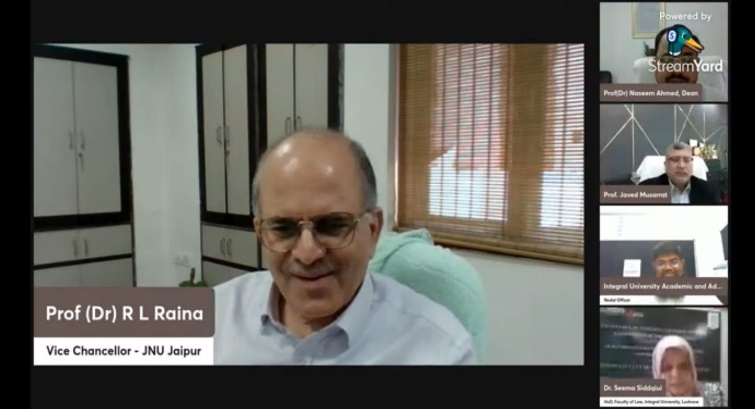 Powered by
StreamYard
Prof(Dr) Naseem Ahmed, Dean
Prof. Javed Musarrat
Prof (Dr) R L Raina
Vice Chancellor - JNU Jaipur
Integral University Academic and Ad...
Nodal Officer
Dr. Seema Siddaqiui
HoD, Faculty of Law, Integral University, Lucknow